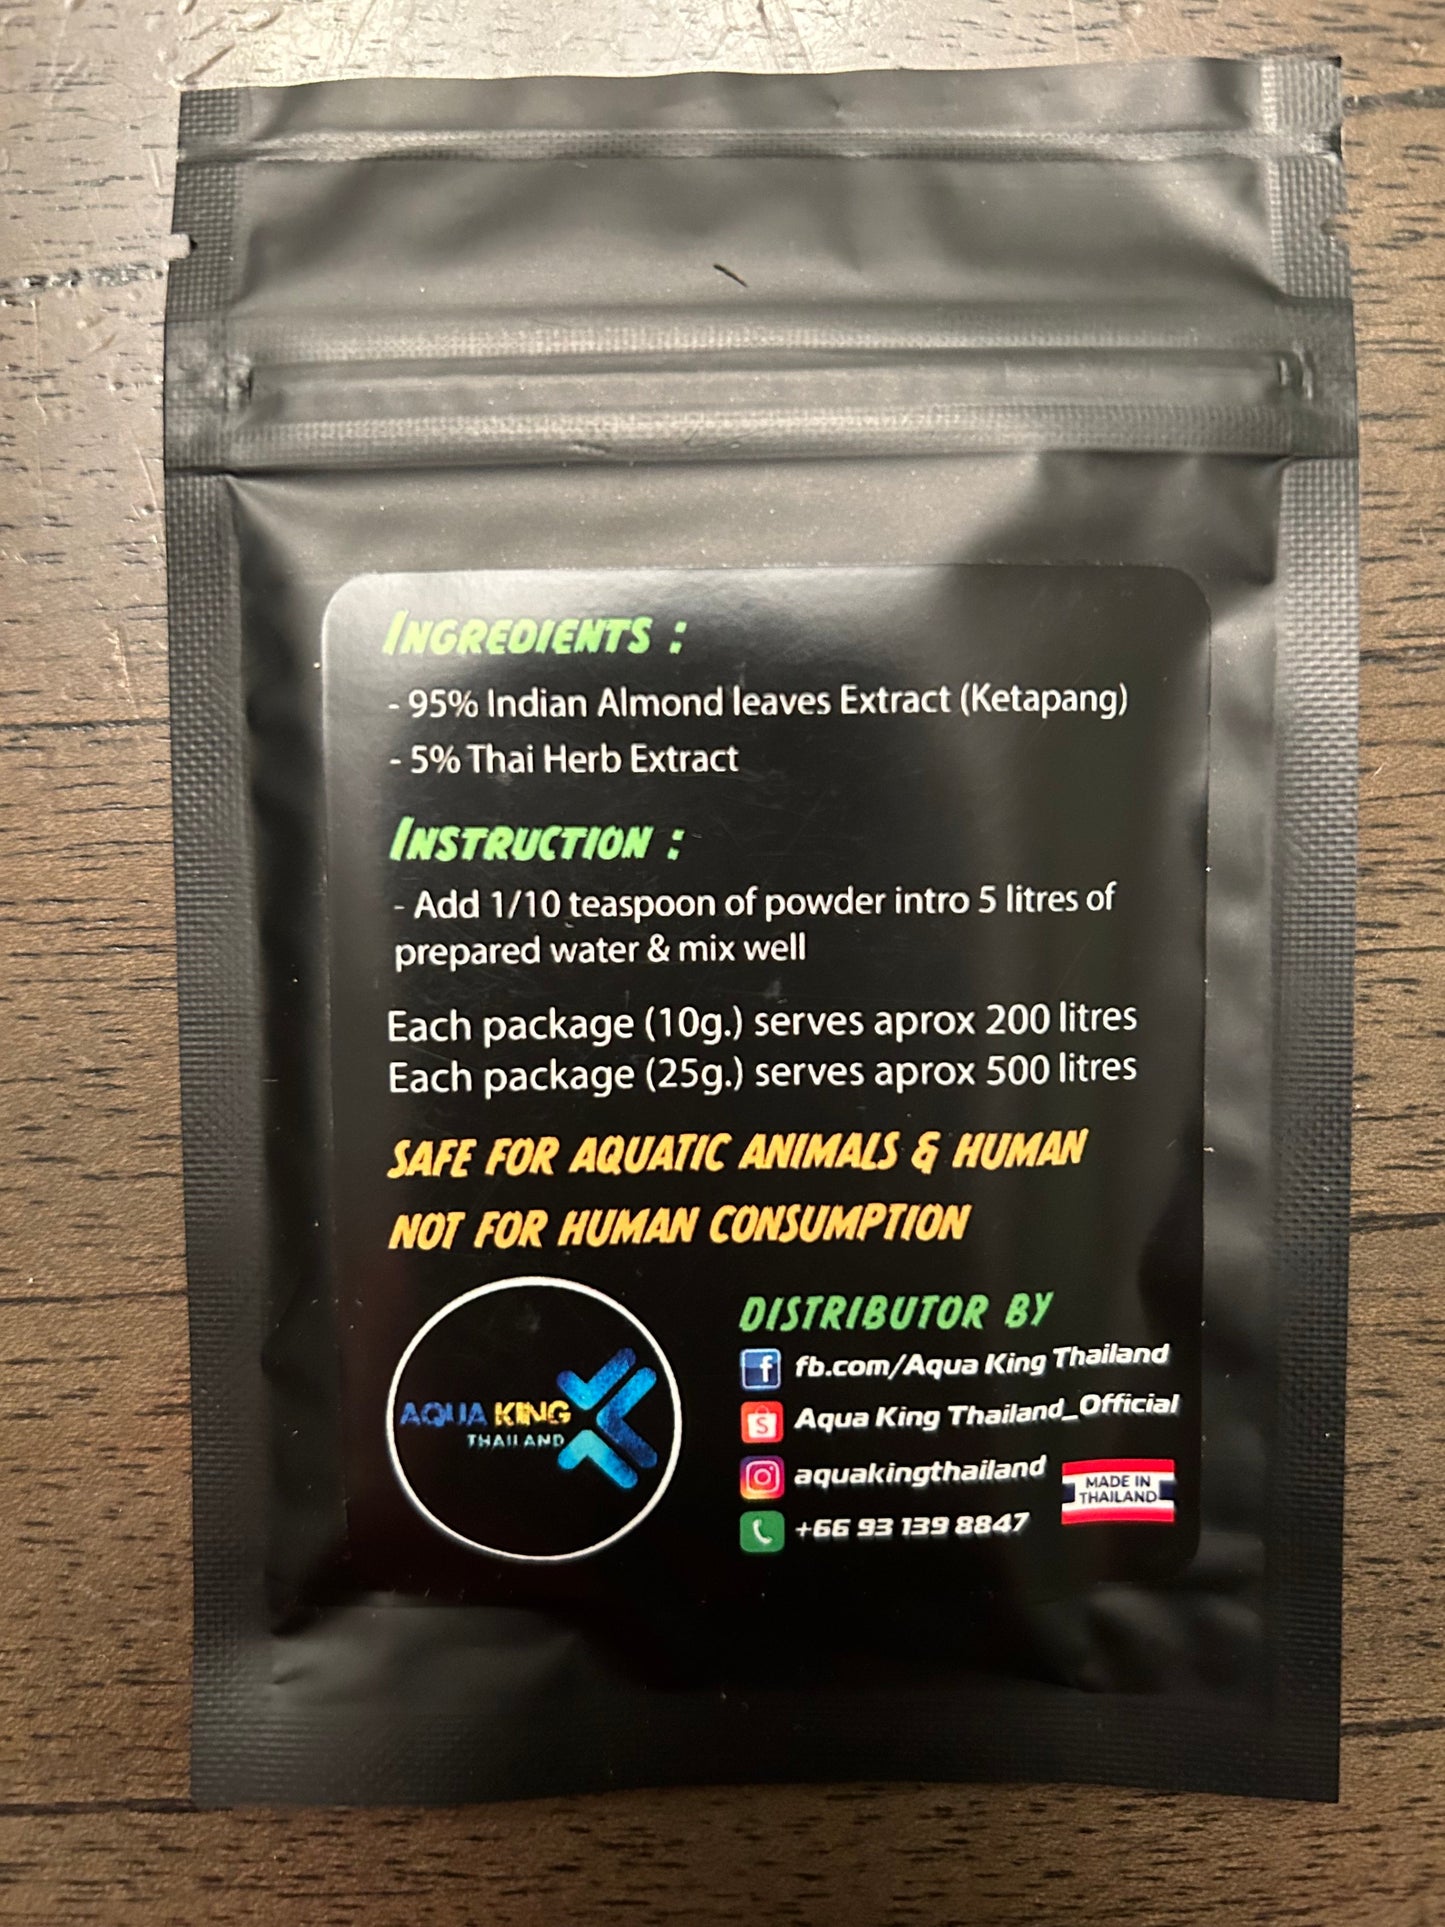 INGREDIENTS :
- 95% Indian Almond leaves Extract (Ketapang)
- 5% Thai Herb Extract
INSTRUCTION :
- Add 1/10 teaspoon of powder intro 5 litres of
prepared water & mix well
Each package (10g.) serves aprox 200 litres
Each package (25g.) serves aprox 500 litres
SAFE FOR AQUATIC ANIMALS & HUMAN
NOT FOR HUMAN CONSUMPTION
AQUA KING
THAILAND
DISTRIBUTOR BY
f fb.com/Aqua King Thailand
S Aqua King Thailand_Official
aquakingthailand
+66 93 139 8847
MADE IN
THAILAND